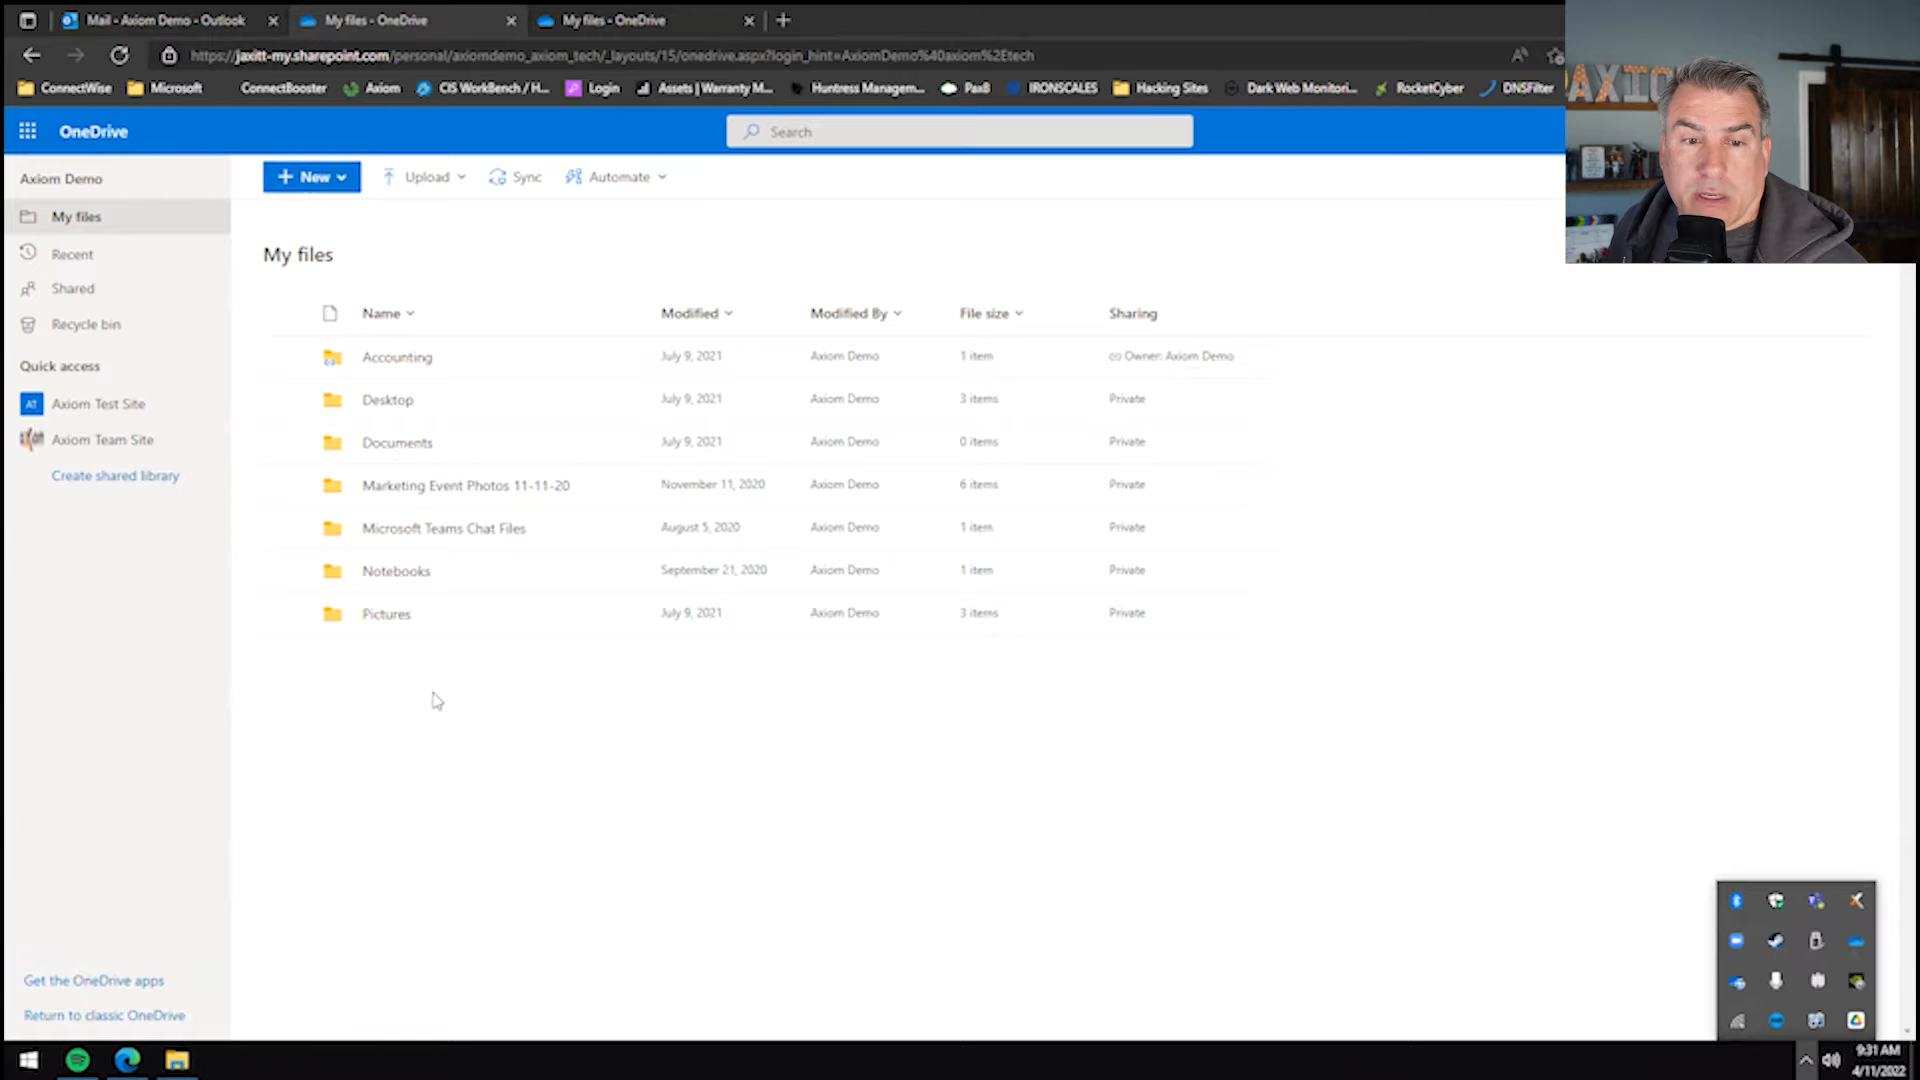 Mail - Axiom Demo - Outlook
My files - OneDrive
My files - OneDrive
https://jaxitt-my.sharepoint.com/personal/axiomdemo_axiom_tech/_layouts/15/onedrive.aspx?login_hint=AxiomDemo%40axiom%2Etech
ConnectWise Microsoft ConnectBooster Axiom CIS WorkBench / H... Login Assets | Warranty M... Huntress Managem... Pax8 IRONSCALES Hacking Sites Dark Web Monitori... RocketCyber DNSFilter
AXIO
OneDrive
Search
Axiom Demo
My files
Recent
Shared
Recycle bin
Quick access
AT Axiom Test Site
Axiom Team Site
Create shared library
Get the OneDrive apps
Return to classic OneDrive
+ New Upload Sync Automate
My files
Name Modified Modified By File size Sharing
Accounting July 9, 2021 Axiom Demo 1 item Owner: Axiom Demo
Desktop July 9, 2021 Axiom Demo 3 items Private
Documents July 9, 2021 Axiom Demo 0 items Private
Marketing Event Photos 11-11-20 November 11, 2020 Axiom Demo 6 items Private
Microsoft Teams Chat Files August 5, 2020 Axiom Demo 1 item Private
Notebooks September 21, 2020 Axiom Demo 1 item Private
Pictures July 9, 2021 Axiom Demo 3 items Private
9:31 AM
4/11/2022